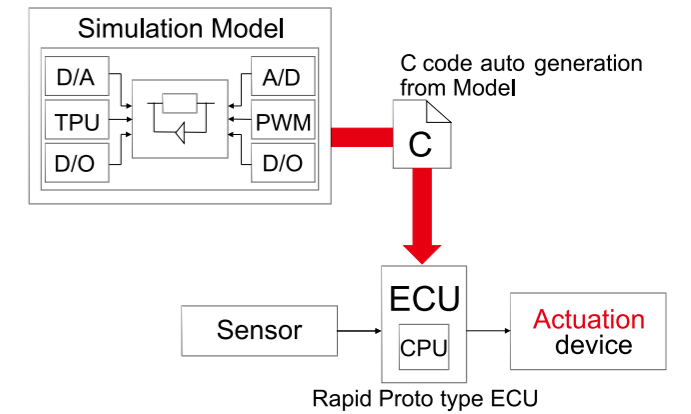 Simulation Model
D/A
A/D
TPU
PWM
D/O
D/O
C code auto generation
from Model
C
ECU
CPU
Sensor
Actuation
device
Rapid Proto type ECU